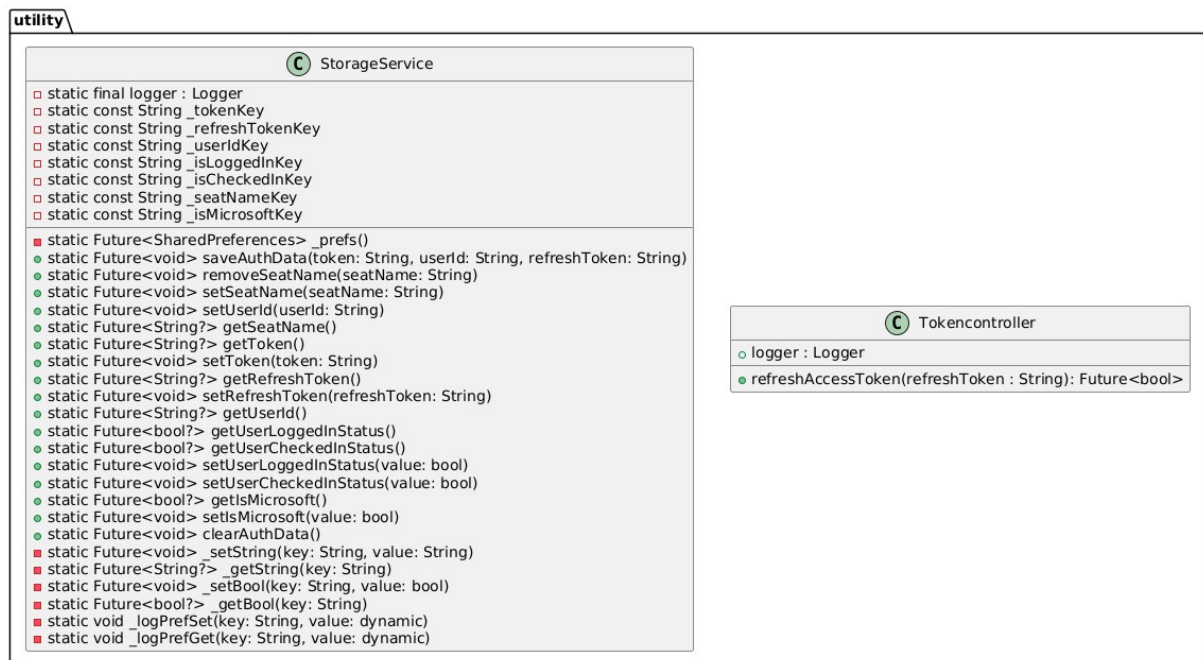 utility
C StorageService
static final logger : Logger
static const String _tokenKey
static const String _refreshTokenKey
static const String _userIdKey
static const String _isLoggedInKey
static const String _isCheckedInKey
static const String _seatNameKey
static const String _isMicrosoftKey
static Future<SharedPreferences> _prefs()
static Future<void> saveAuthData(token: String, userId: String, refreshToken: String)
static Future<void> removeSeatName(seatName: String)
static Future<void> setSeatName(seatName: String)
static Future<void> setUserId(userId: String)
static Future<String?> getSeatName()
static Future<String?> getToken()
static Future<void> setToken(token: String)
static Future<String?> getRefreshToken()
static Future<void> setRefreshToken(refreshToken: String)
static Future<String?> getUserId()
static Future<bool?> getUserLoggedInStatus()
static Future<bool?> getUserCheckedInStatus()
static Future<void> setUserLoggedInStatus(value: bool)
static Future<void> setUserCheckedInStatus(value: bool)
static Future<bool?> getIsMicrosoft()
static Future<void> setIsMicrosoft(value: bool)
static Future<void> clearAuthData()
static Future<void> _setString(key: String, value: String)
static Future<String?> _getString(key: String)
static Future<void> _setBool(key: String, value: bool)
static Future<bool?> _getBool(key: String)
static void _logPrefSet(key: String, value: dynamic)
static void _logPrefGet(key: String, value: dynamic)
C Tokencontroller
logger : Logger
refreshAccessToken(refreshToken : String): Future<bool>